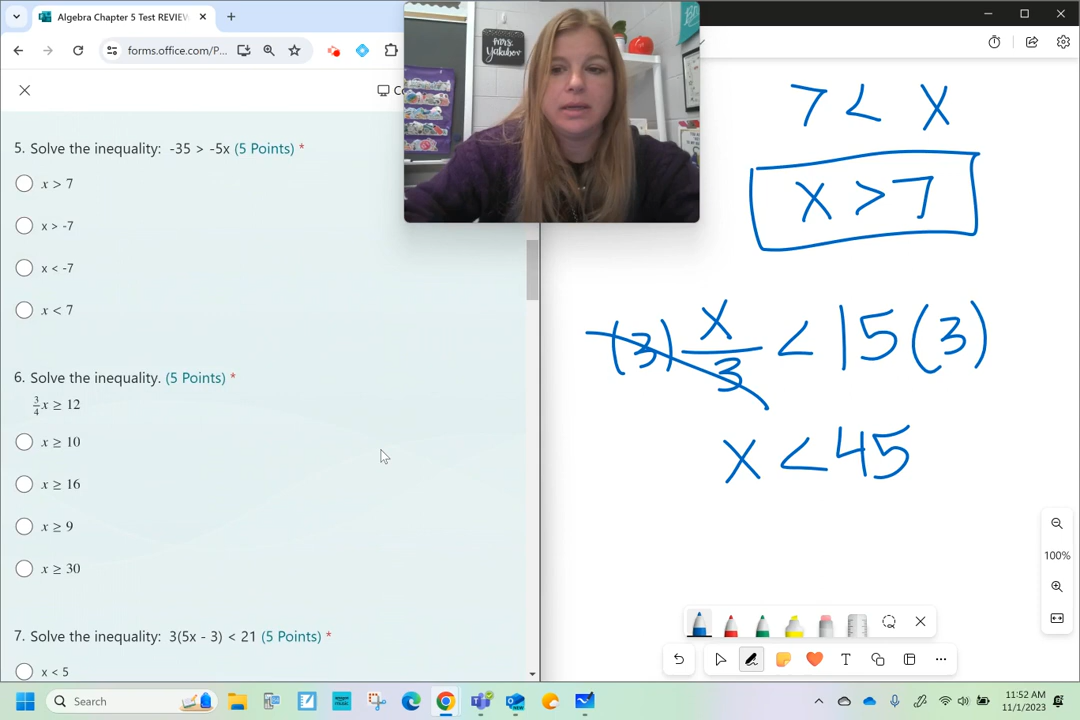 Algebra Chapter 5 Test REVIEW
forms.office.com/P...
Mrs.
Yakubov
5. Solve the inequality: -35 > -5x (5 Points) *
x > 7
x > -7
x < -7
x < 7
6. Solve the inequality. (5 Points) *
3/4 x ≥ 12
x ≥ 10
x ≥ 16
x ≥ 9
x ≥ 30
7. Solve the inequality: 3(5x - 3) < 21 (5 Points) *
x < 5
7 < x
x > 7
(3) x/3 < 15 (3)
x < 45
100%
Search
11:52 AM
11/1/2023